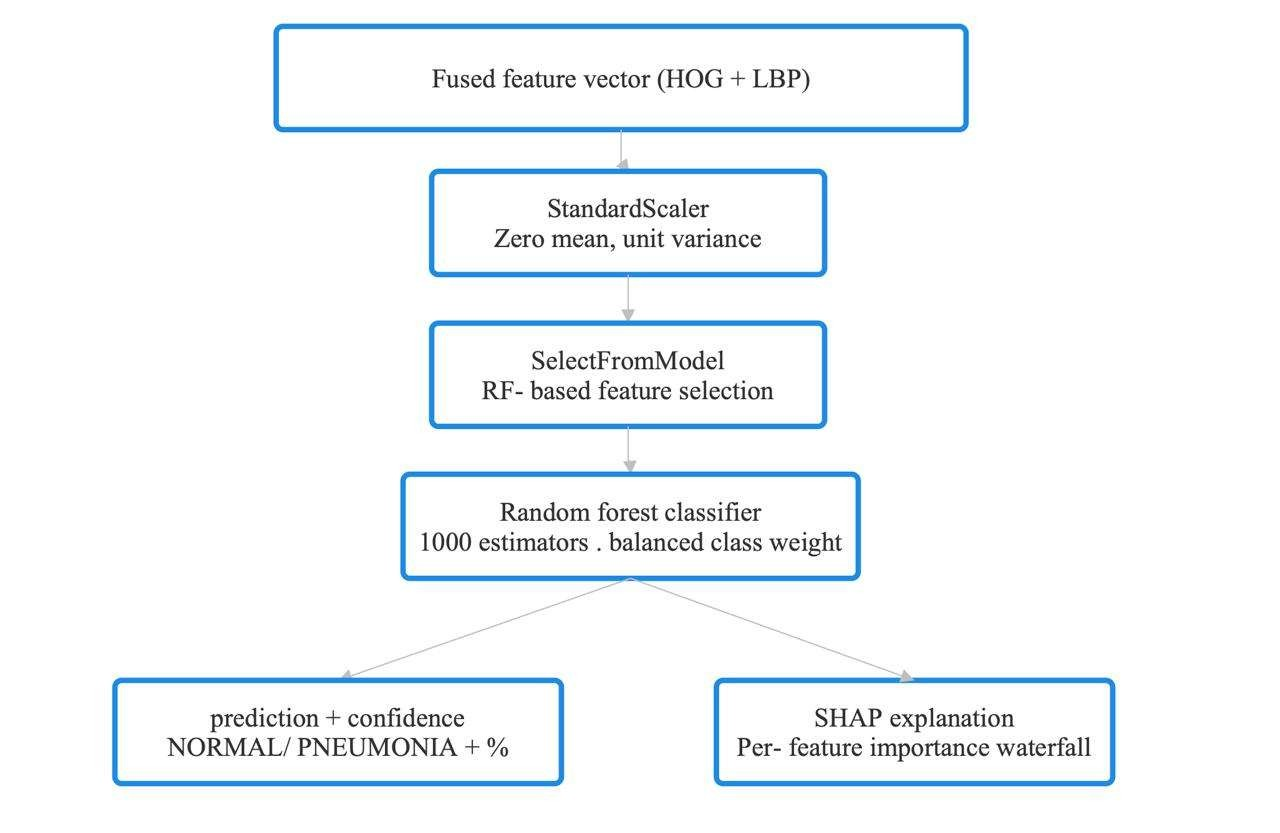 Fused feature vector (HOG + LBP)
StandardScaler
Zero mean, unit variance
SelectFromModel
RF- based feature selection
Random forest classifier
1000 estimators . balanced class weight
prediction + confidence
NORMAL/ PNEUMONIA + %
SHAP explanation
Per- feature importance waterfall